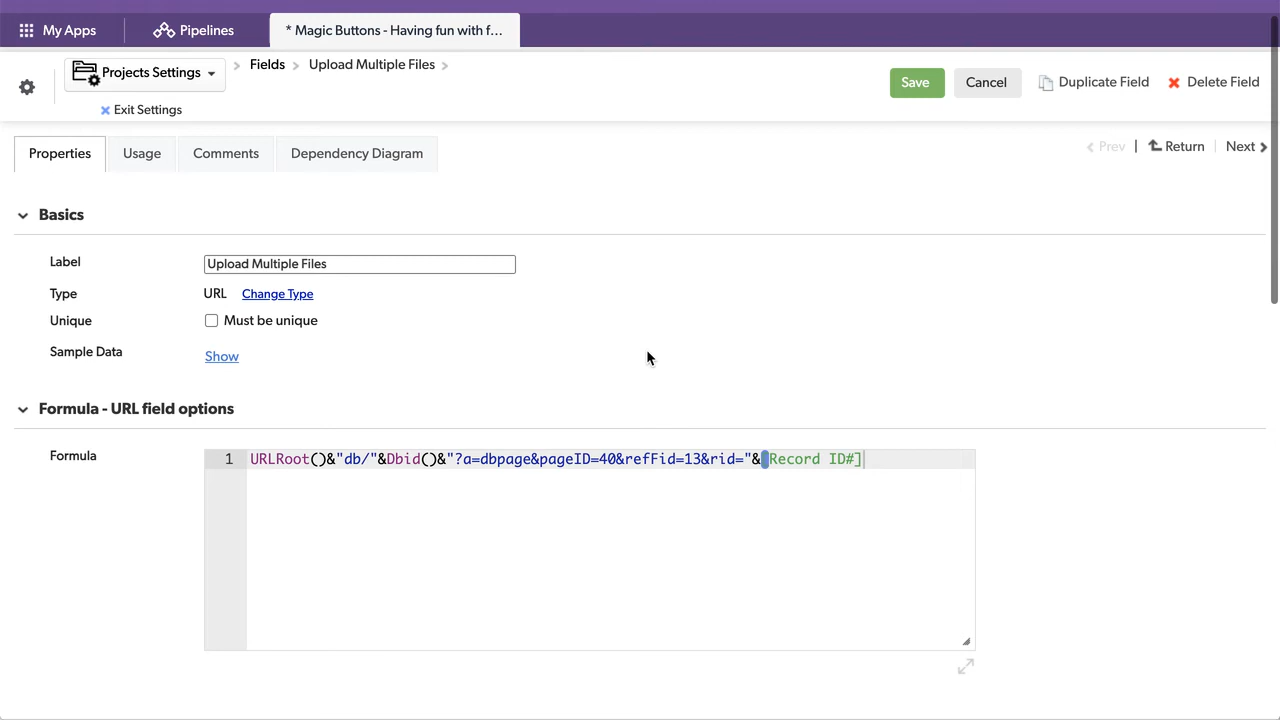 My Apps
Pipelines
* Magic Buttons - Having fun with f...
Projects Settings
Fields
Upload Multiple Files
Save
Cancel
Duplicate Field
Delete Field
Exit Settings
Properties
Usage
Comments
Dependency Diagram
Prev | Return
Next
Basics
Label
Upload Multiple Files
Type
URL Change Type
Unique
Must be unique
Sample Data
Show
Formula - URL field options
Formula
1 URLRoot()&"db/"&Dbid()&"?a=dbpage&pageID=40&refFid=13&rid="&[Record ID#]